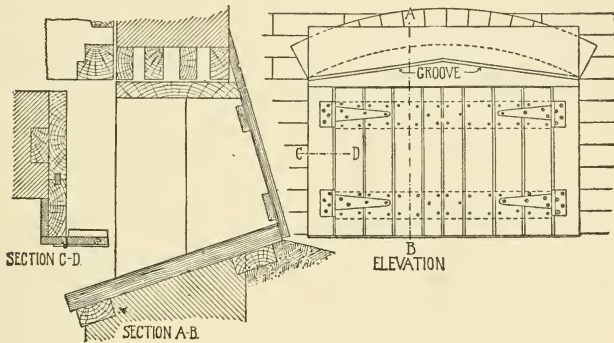 A
GROOVE
C
D
B
ELEVATION
SECTION C-D.
SECTION A-B.